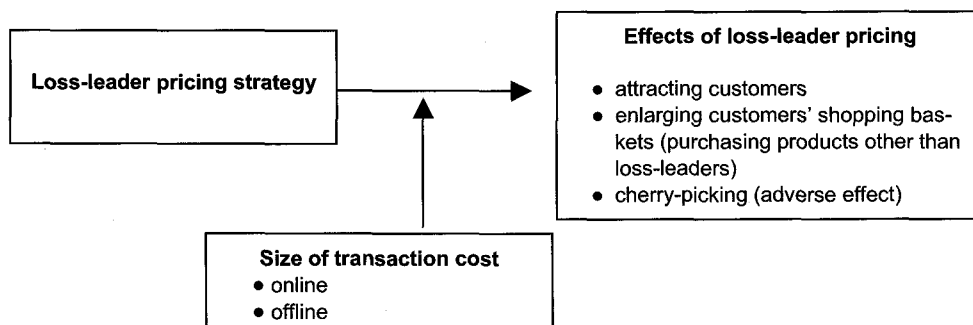 Loss-leader pricing strategy
Effects of loss-leader pricing
● attracting customers
● enlarging customers' shopping bas-
kets (purchasing products other than
loss-leaders)
● cherry-picking (adverse effect)
Size of transaction cost
● online
● offline